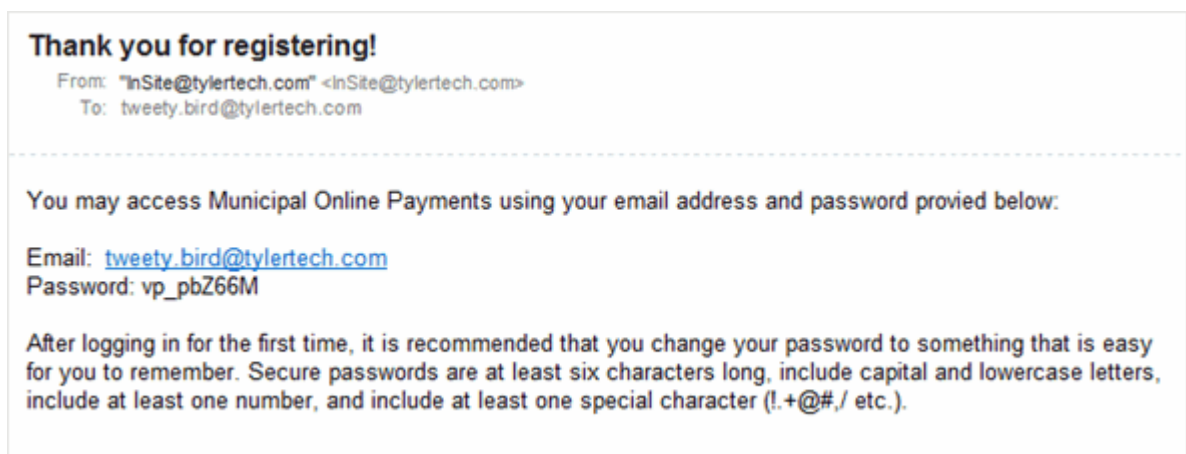 Thank you for registering!
From: "InSite@tylertech.com" <InSite@tylertech.com>
To: tweety.bird@tylertech.com
You may access Municipal Online Payments using your email address and password provied below:
Email: tweety.bird@tylertech.com
Password: vp_pbZ66M
After logging in for the first time, it is recommended that you change your password to something that is easy
for you to remember. Secure passwords are at least six characters long, include capital and lowercase letters,
include at least one number, and include at least one special character (!.+@#,/ etc.).